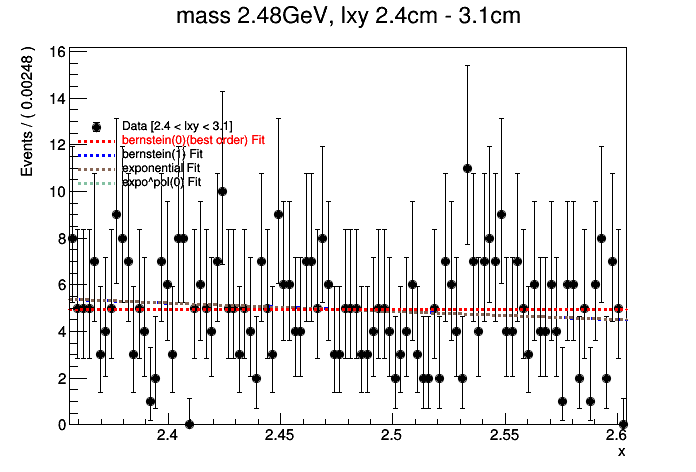 mass 2.48GeV, lxy 2.4cm - 3.1cm
Events / ( 0.00248 )
16
14
12
10
8
6
4
2
0
Data [2.4 < lxy < 3.1]
bernstein(0)(best order) Fit
bernstein(1) Fit
exponential Fit
expo^pol(0) Fit
2.4 2.45 2.5 2.55 2.6
x